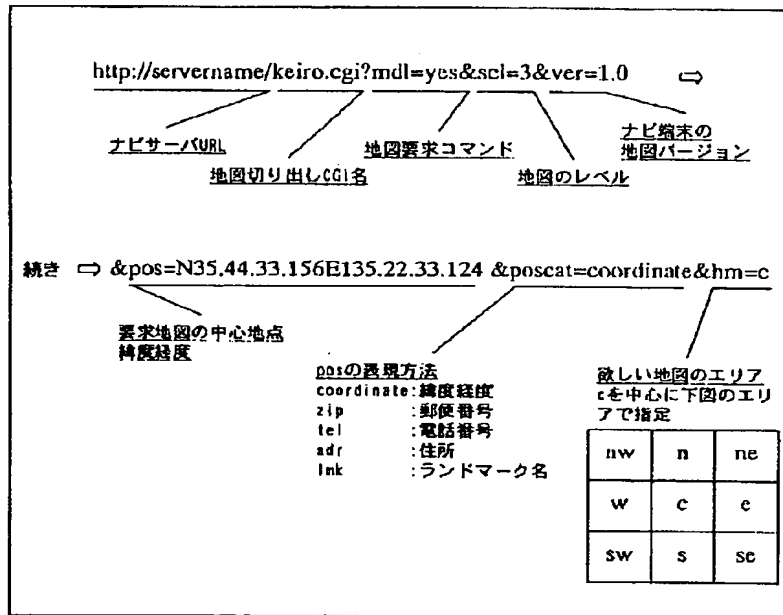 http://servername/keiro.cgi?mdl=yes&scl=3&ver=1.0 ⇨
ナビサーバURL
地図切り出しCGI名
地図要求コマンド
地図のレベル
ナビ端末の
地図バージョン
続き ⇨ &pos=N35.44.33.156E135.22.33.124 &poscat=coordinate&hm=c
要求地図の中心地点
緯度経度
posの表現方法
coordinate:緯度経度
zip :郵便番号
tel :電話番号
adr :住所
lnk :ランドマーク名
欲しい地図のエリア
cを中心に下図のエリ
アで指定
nw n ne
w c e
sw s se